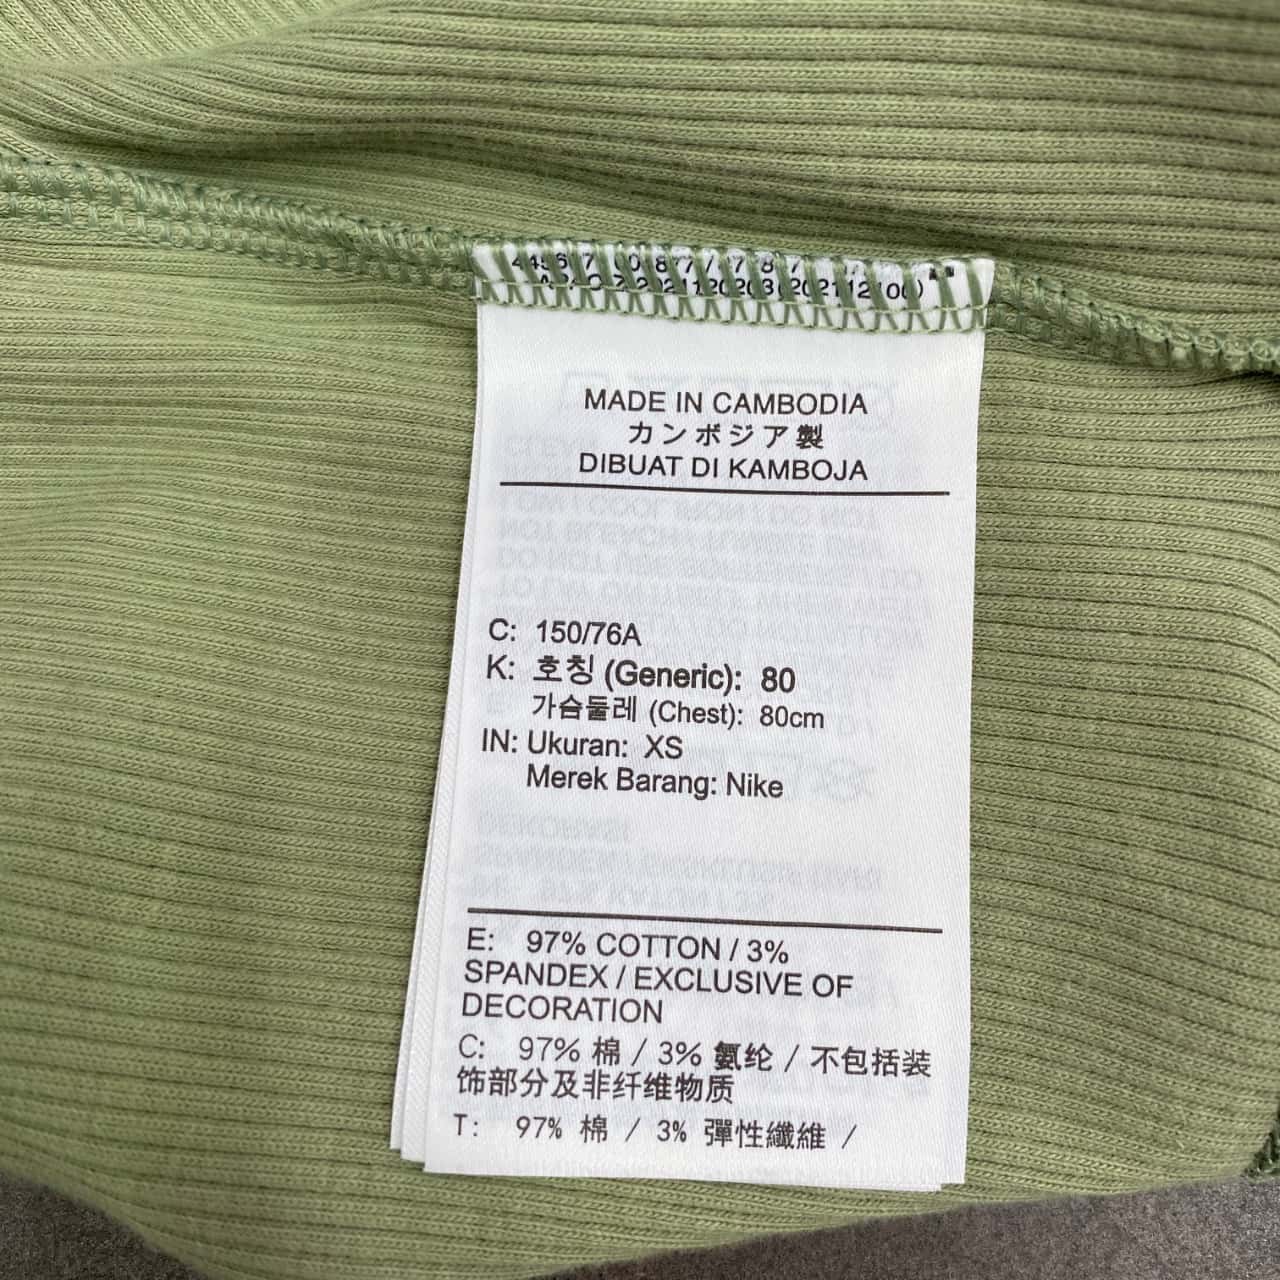 MADE IN CAMBODIA
カンボジア製
DIBUAT DI KAMBOJA
C: 150/76A
K: 호칭 (Generic): 80
가슴둘레 (Chest): 80cm
IN: Ukuran: XS
Merek Barang: Nike
E: 97% COTTON / 3%
SPANDEX / EXCLUSIVE OF
DECORATION
C: 97% 棉 / 3% 氨纶 / 不包括装
饰部分及非纤维物质
T: 97% 棉 / 3% 彈性纖維 /